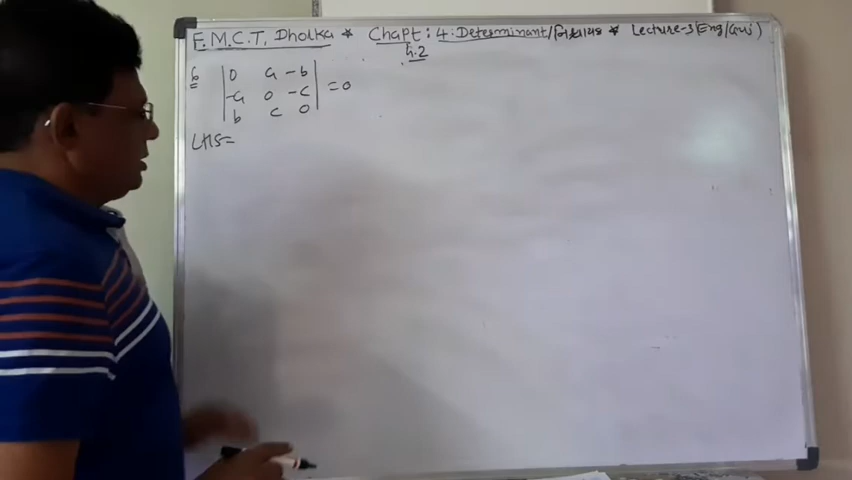 F.M.C.T, Dholka * Chapt: 4: Determinant/નિશ્ચાયક * Lecture-3(Eng/Guj)
4.2
6 | 0 a -b |
| -a 0 -c | = 0
| b c 0 |
LHS=